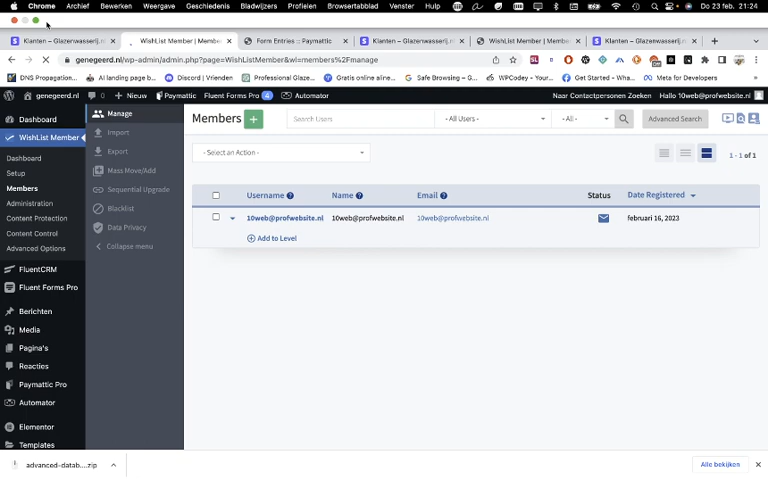 Chrome Archief Bewerken Weergave Geschiedenis Bladwijzers Profielen Browsertabblad Venster Help Do 23 feb. 21:24
Klanten – Glazenwasserij.n WishList Member | Membe Form Entries :: Paymattic Klanten – Glazenwasserij.n WishList Member | Member Klanten – Glazenwasserij.n
genegeerd.nl/wp-admin/admin.php?page=WishListMember&wl=members%2Fmanage
DNS Propagation... AI landing page b... Discord | Vrienden Professional Glaze... Gratis online aline... Safe Browsing – G... WPCodey – Your... Get Started – Wha... Meta for Developers
genegeerd.nl 0 Nieuw Paymattic Fluent Forms Pro 4 Automator Naar Contactpersonen Zoeken Hallo 10web@profwebsite.nl
Dashboard
WishList Member
Dashboard
Setup
Members
Administration
Content Protection
Content Control
Advanced Options
FluentCRM
Fluent Forms Pro
Berichten
Media
Pagina's
Reacties
Paymattic Pro
Automator
Elementor
Templates
Manage
Import
Export
Mass Move/Add
Sequential Upgrade
Blacklist
Data Privacy
Collapse menu
Members + Search Users - All Users - - All - Advanced Search
- Select an Action - 1 - 1 of 1
Username Name Email Status Date Registered
10web@profwebsite.nl 10web@profwebsite.nl 10web@profwebsite.nl februari 16, 2023
Add to Level
advanced-datab....zip Alle bekijken